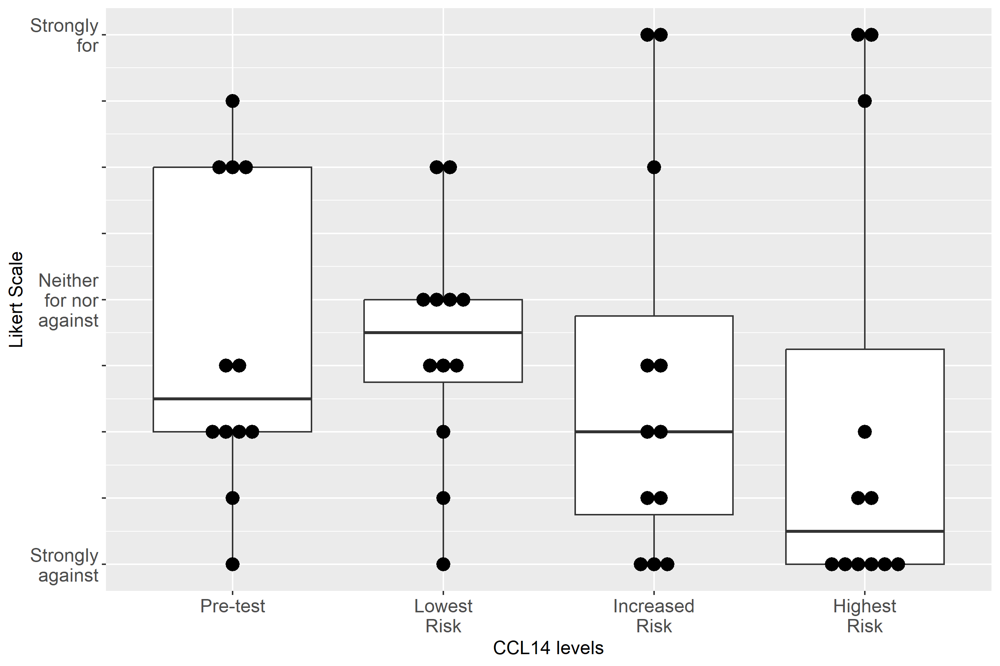 Strongly
for
Neither
for nor
against
Strongly
against
Likert Scale
Pre-test
Lowest
Risk
Increased
Risk
Highest
Risk
CCL14 levels